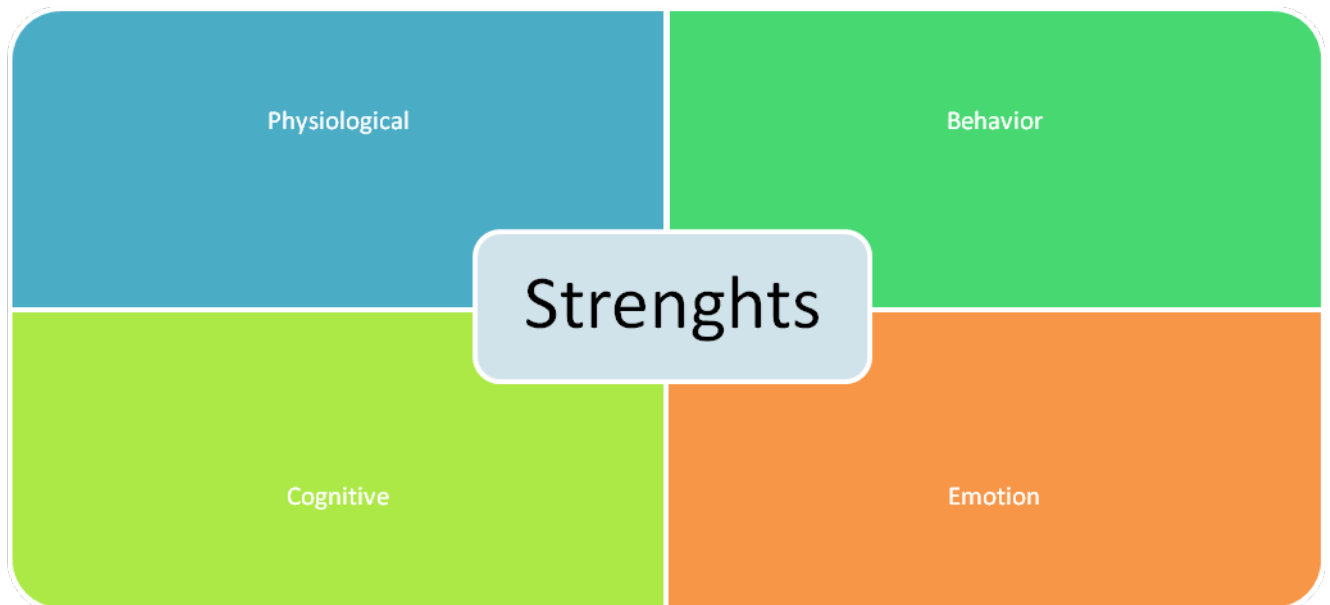 Physiological
Behavior
Strenghts
Cognitive
Emotion